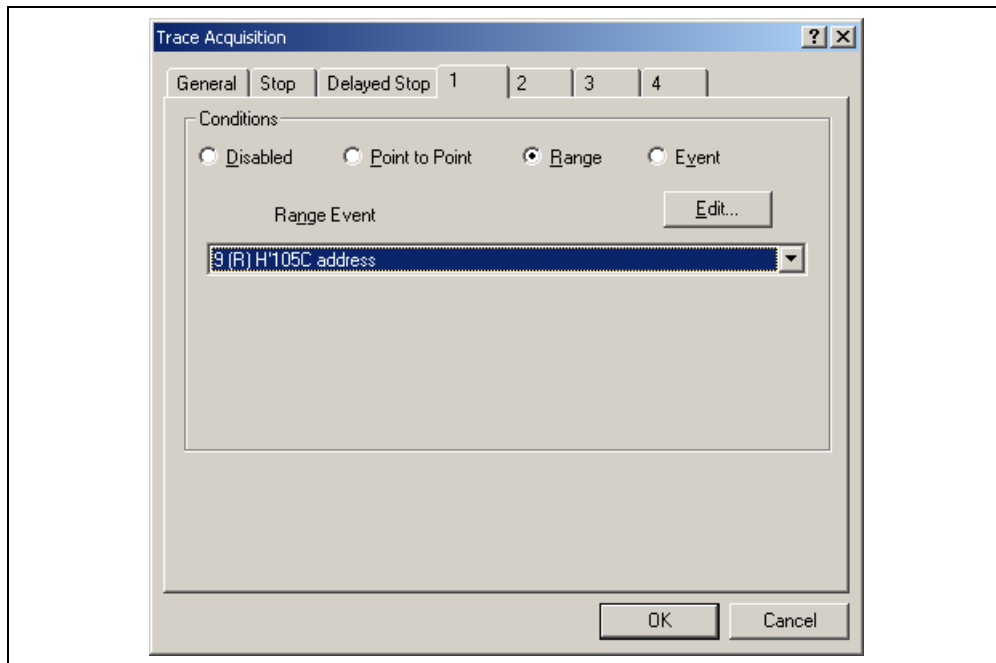 Trace Acquisition
General Stop Delayed Stop 1 2 3 4
Conditions
Disabled Point to Point Range Event
Range Event Edit...
9 (R) H'105C address
OK Cancel